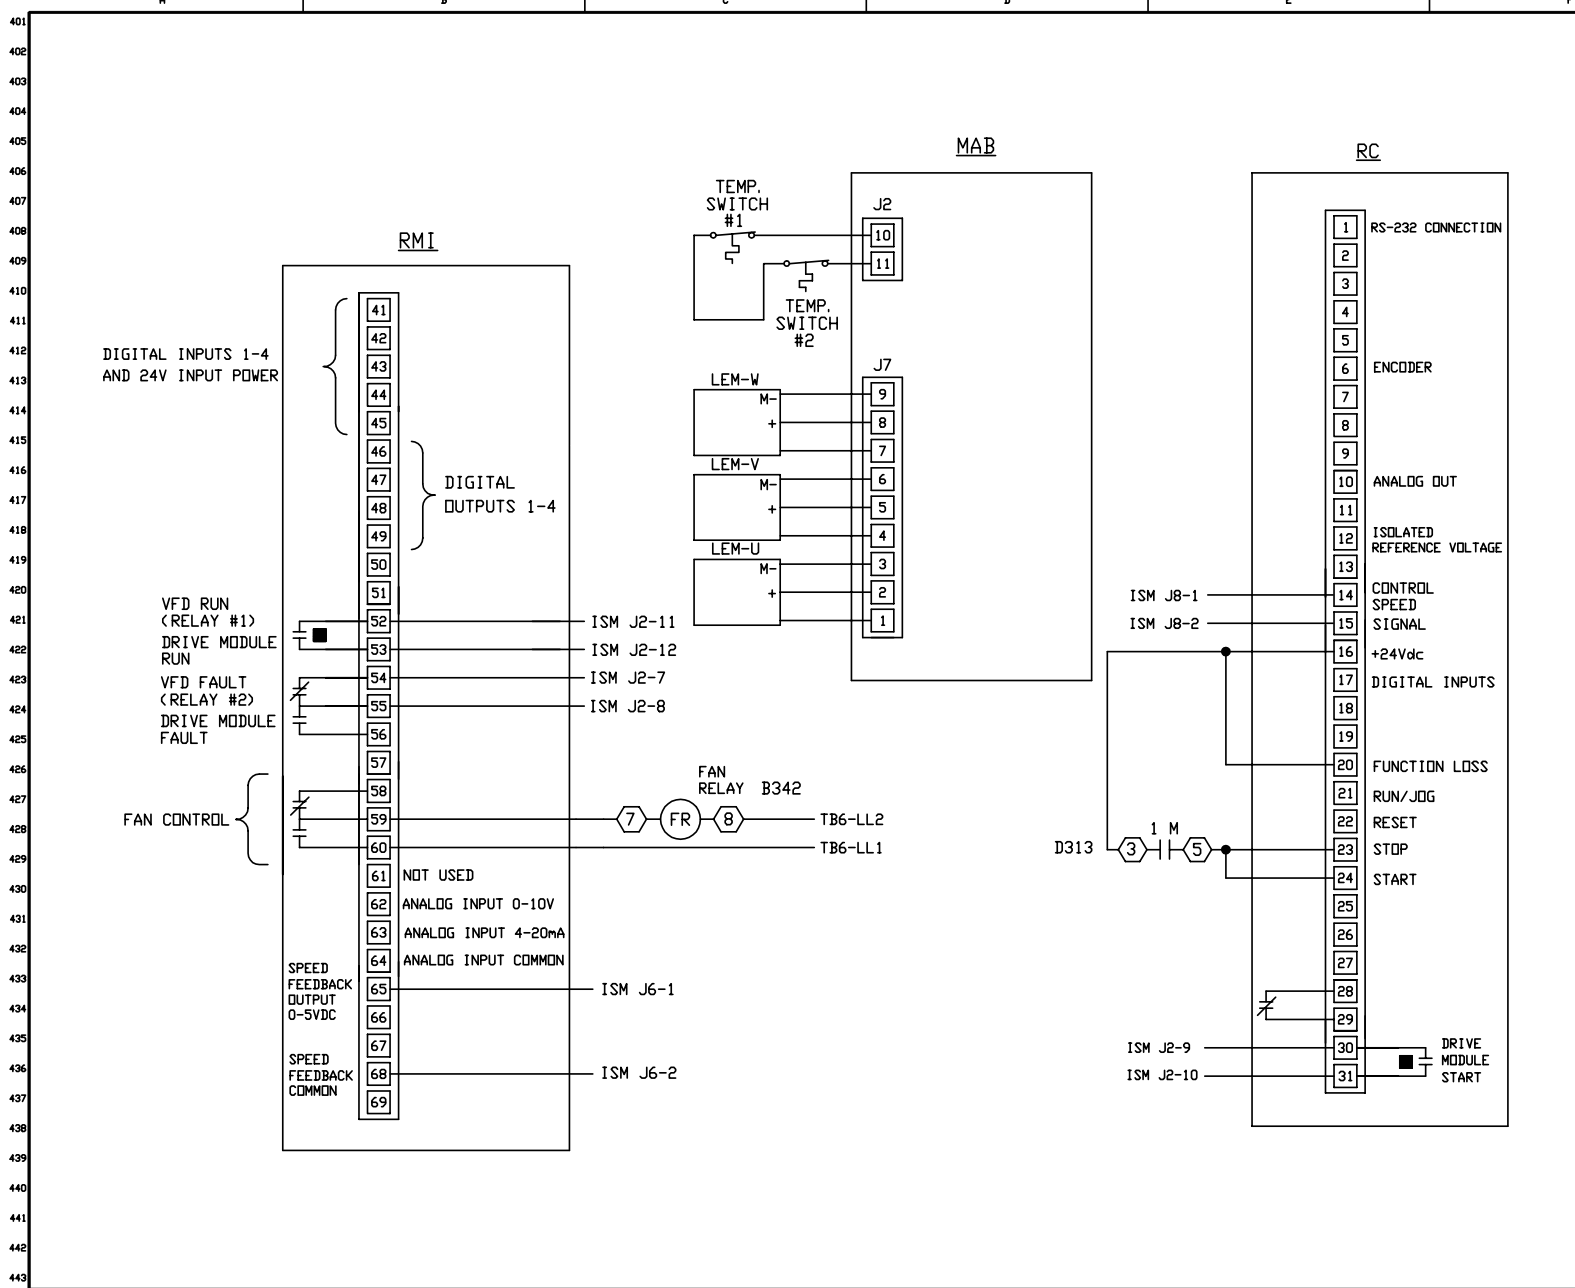 A B C D E F
401
402
403
404
405
406
407
408
409
410
411
412
413
414
415
416
417
418
419
420
421
422
423
424
425
426
427
428
429
430
431
432
433
434
435
436
437
438
439
440
441
442
443
RMI
DIGITAL INPUTS 1-4
AND 24V INPUT POWER
41
42
43
44
45
46
47
48
49
50
51
52
53
54
55
56
57
58
59
60
61
62
63
64
65
66
67
68
69
DIGITAL
OUTPUTS 1-4
VFD RUN
(RELAY #1)
DRIVE MODULE
RUN
VFD FAULT
(RELAY #2)
DRIVE MODULE
FAULT
FAN CONTROL
NOT USED
ANALOG INPUT 0-10V
ANALOG INPUT 4-20mA
ANALOG INPUT COMMON
SPEED
FEEDBACK
OUTPUT
0-5VDC
SPEED
FEEDBACK
COMMON
ISM J2-11
ISM J2-12
ISM J2-7
ISM J2-8
FAN
RELAY B342
7 FR 8 TB6-LL2
TB6-LL1
ISM J6-1
ISM J6-2
MAB
TEMP.
SWITCH
#1
J2
10
11
TEMP.
SWITCH
#2
J7
LEM-W
M-
+
LEM-V
M-
+
LEM-U
M-
+
9
8
7
6
5
4
3
2
1
RC
1 RS-232 CONNECTION
2
3
4
5
6 ENCODER
7
8
9
10 ANALOG OUT
11
12 ISOLATED
REFERENCE VOLTAGE
13
ISM J8-1 14 CONTROL
SPEED
ISM J8-2 15 SIGNAL
16 +24Vdc
17 DIGITAL INPUTS
18
19
20 FUNCTION LOSS
21 RUN/JOG
22 RESET
1 M
D313 3 5 23 STOP
24 START
25
26
27
28
29
ISM J2-9 30 DRIVE
MODULE
ISM J2-10 31 START